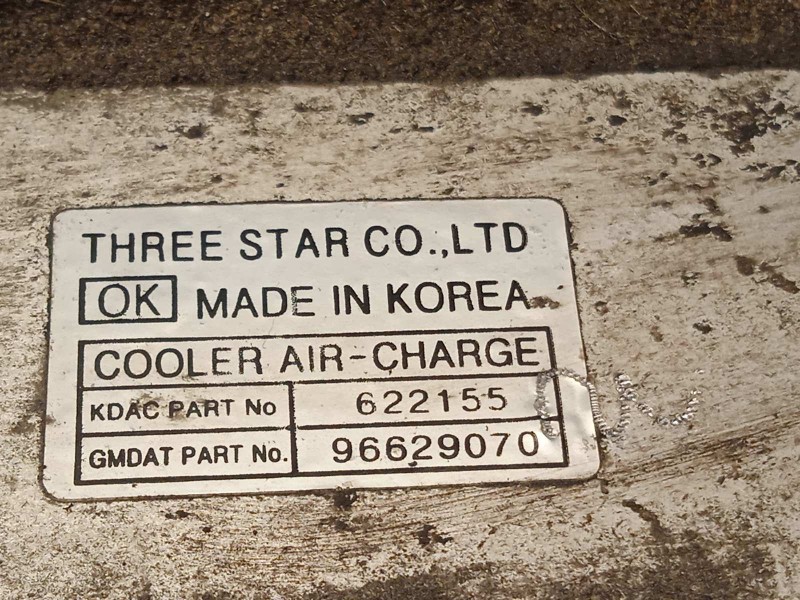 THREE STAR CO.,LTD
OK MADE IN KOREA
COOLER AIR-CHARGE
KDAC PART No 622155
GMDAT PART No. 96629070